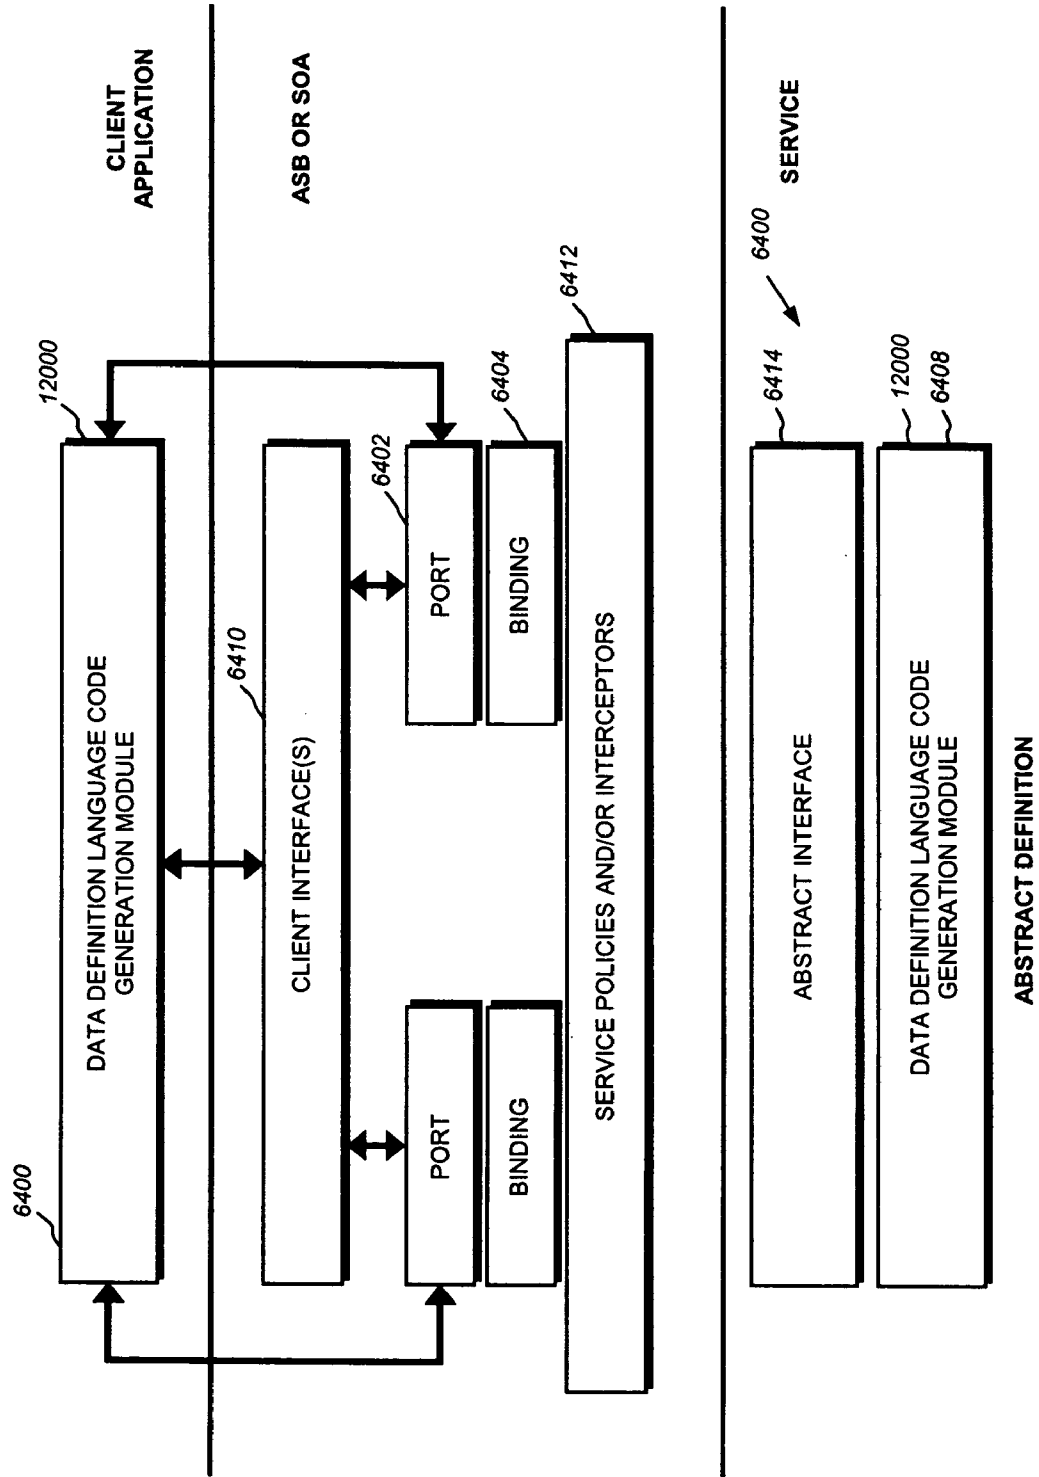 CLIENT
APPLICATION
6400
12000
DATA DEFINITION LANGUAGE CODE
GENERATION MODULE
ASB OR SOA
6410
CLIENT INTERFACE(S)
6402
PORT
PORT
6404
BINDING
BINDING
6412
SERVICE POLICIES AND/OR INTERCEPTORS
SERVICE
6400
6414
ABSTRACT INTERFACE
12000
6408
DATA DEFINITION LANGUAGE CODE
GENERATION MODULE
ABSTRACT DEFINITION